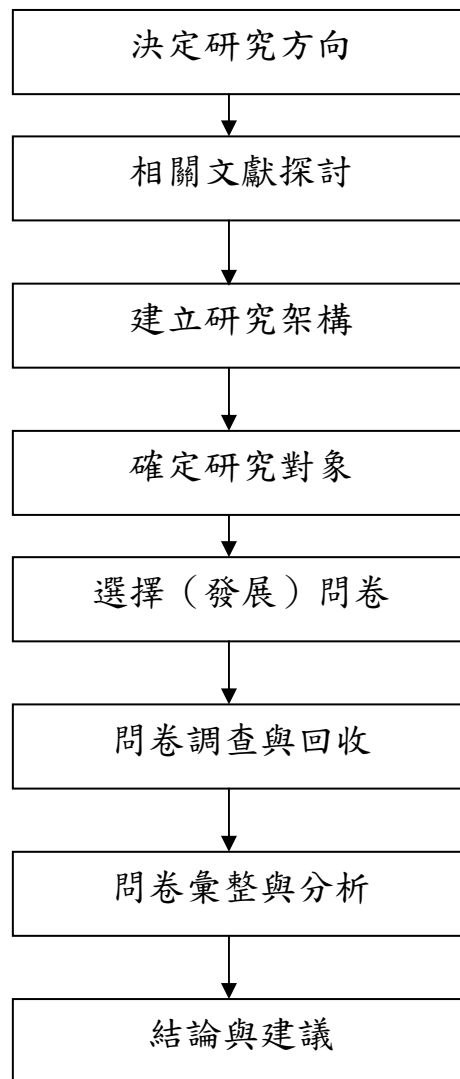 決定研究方向
相關文獻探討
建立研究架構
確定研究對象
選擇（發展）問卷
問卷調查與回收
問卷彙整與分析
結論與建議